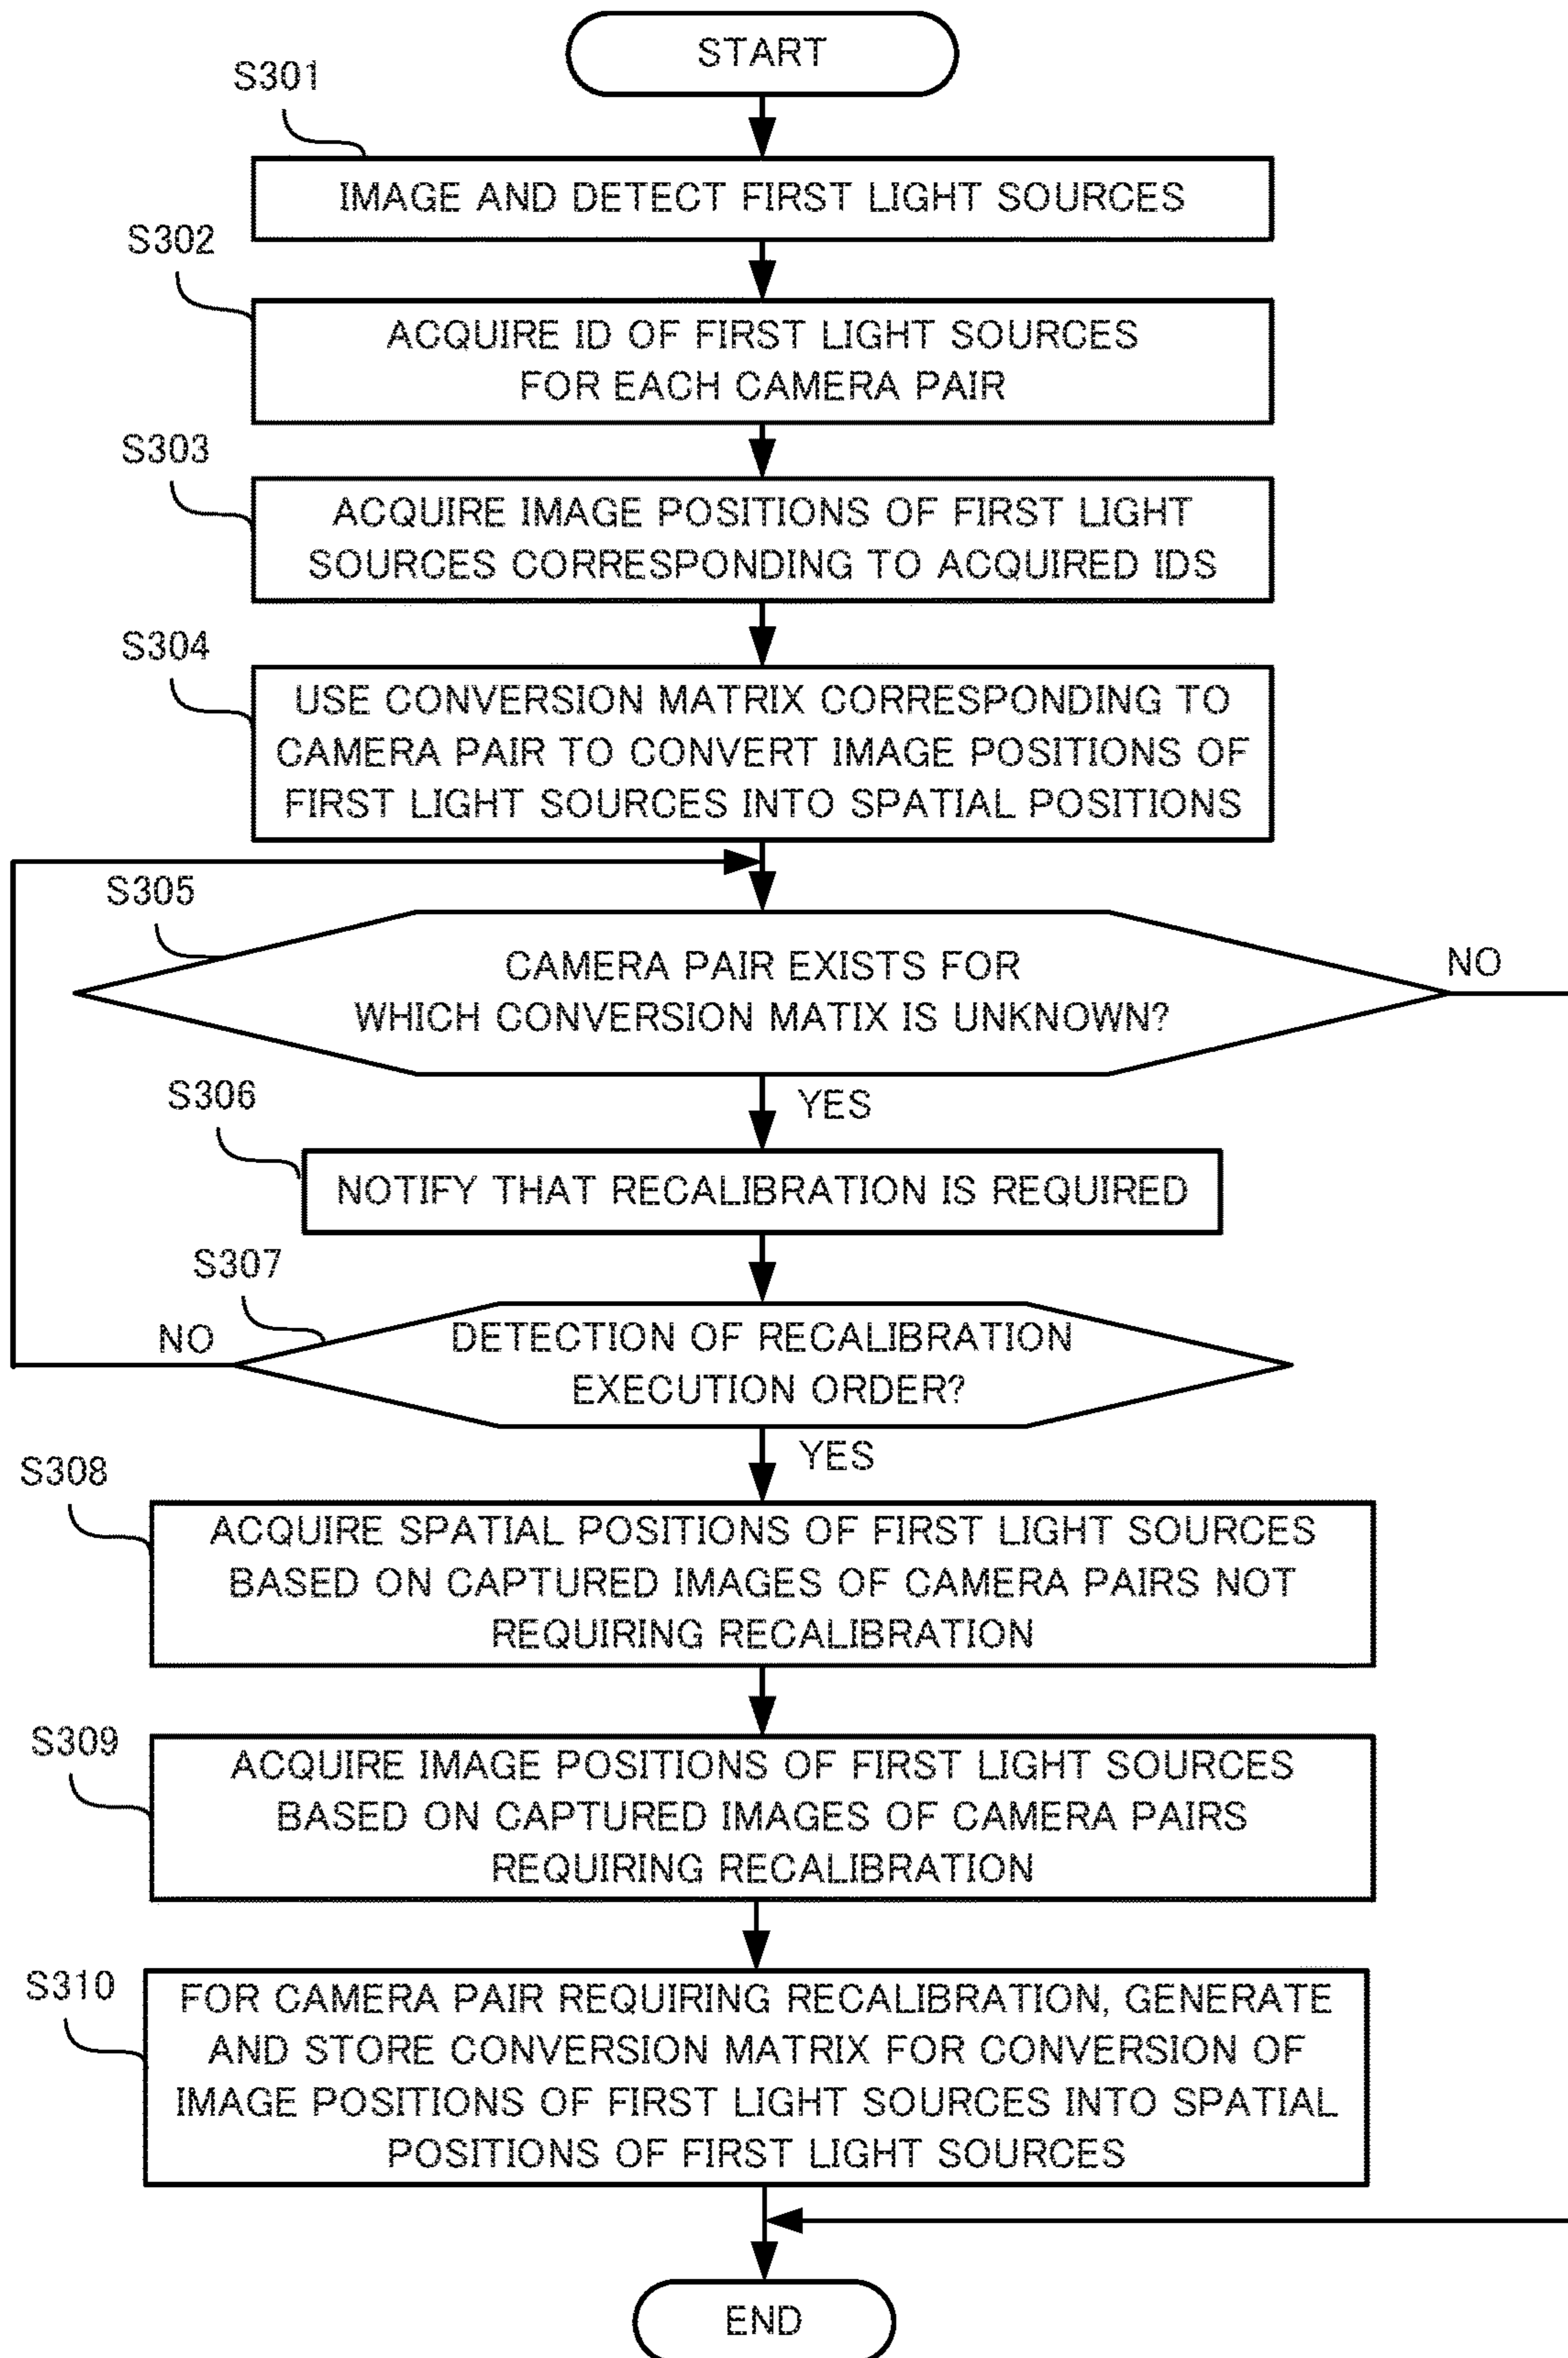 START
S301
IMAGE AND DETECT FIRST LIGHT SOURCES
S302
ACQUIRE ID OF FIRST LIGHT SOURCES
FOR EACH CAMERA PAIR
S303
ACQUIRE IMAGE POSITIONS OF FIRST LIGHT
SOURCES CORRESPONDING TO ACQUIRED IDS
S304
USE CONVERSION MATRIX CORRESPONDING TO
CAMERA PAIR TO CONVERT IMAGE POSITIONS OF
FIRST LIGHT SOURCES INTO SPATIAL POSITIONS
S305
CAMERA PAIR EXISTS FOR
WHICH CONVERSION MATIX IS UNKNOWN?
NO
YES
S306
NOTIFY THAT RECALIBRATION IS REQUIRED
S307
NO
DETECTION OF RECALIBRATION
EXECUTION ORDER?
YES
S308
ACQUIRE SPATIAL POSITIONS OF FIRST LIGHT SOURCES
BASED ON CAPTURED IMAGES OF CAMERA PAIRS NOT
REQUIRING RECALIBRATION
S309
ACQUIRE IMAGE POSITIONS OF FIRST LIGHT SOURCES
BASED ON CAPTURED IMAGES OF CAMERA PAIRS
REQUIRING RECALIBRATION
S310
FOR CAMERA PAIR REQUIRING RECALIBRATION, GENERATE
AND STORE CONVERSION MATRIX FOR CONVERSION OF
IMAGE POSITIONS OF FIRST LIGHT SOURCES INTO SPATIAL
POSITIONS OF FIRST LIGHT SOURCES
END